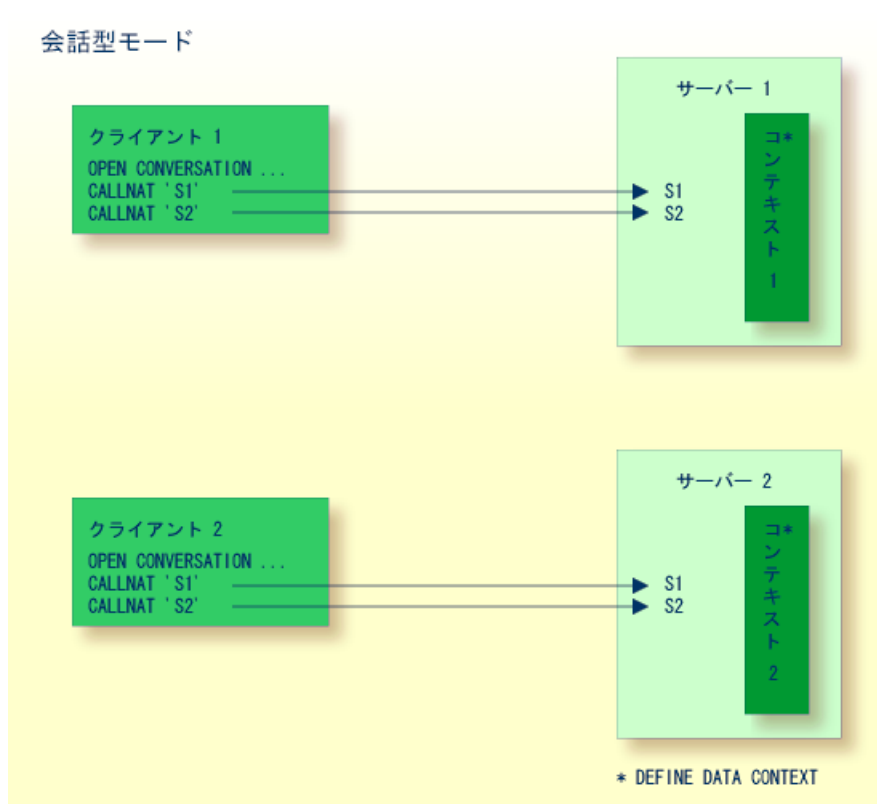 会話型モード
サーバー 1
クライアント 1
OPEN CONVERSATION ...
CALLNAT 'S1'
CALLNAT 'S2'
S1
S2
コンテキスト 1
*
サーバー 2
クライアント 2
OPEN CONVERSATION ...
CALLNAT 'S1'
CALLNAT 'S2'
S1
S2
コンテキスト 2
*
* DEFINE DATA CONTEXT